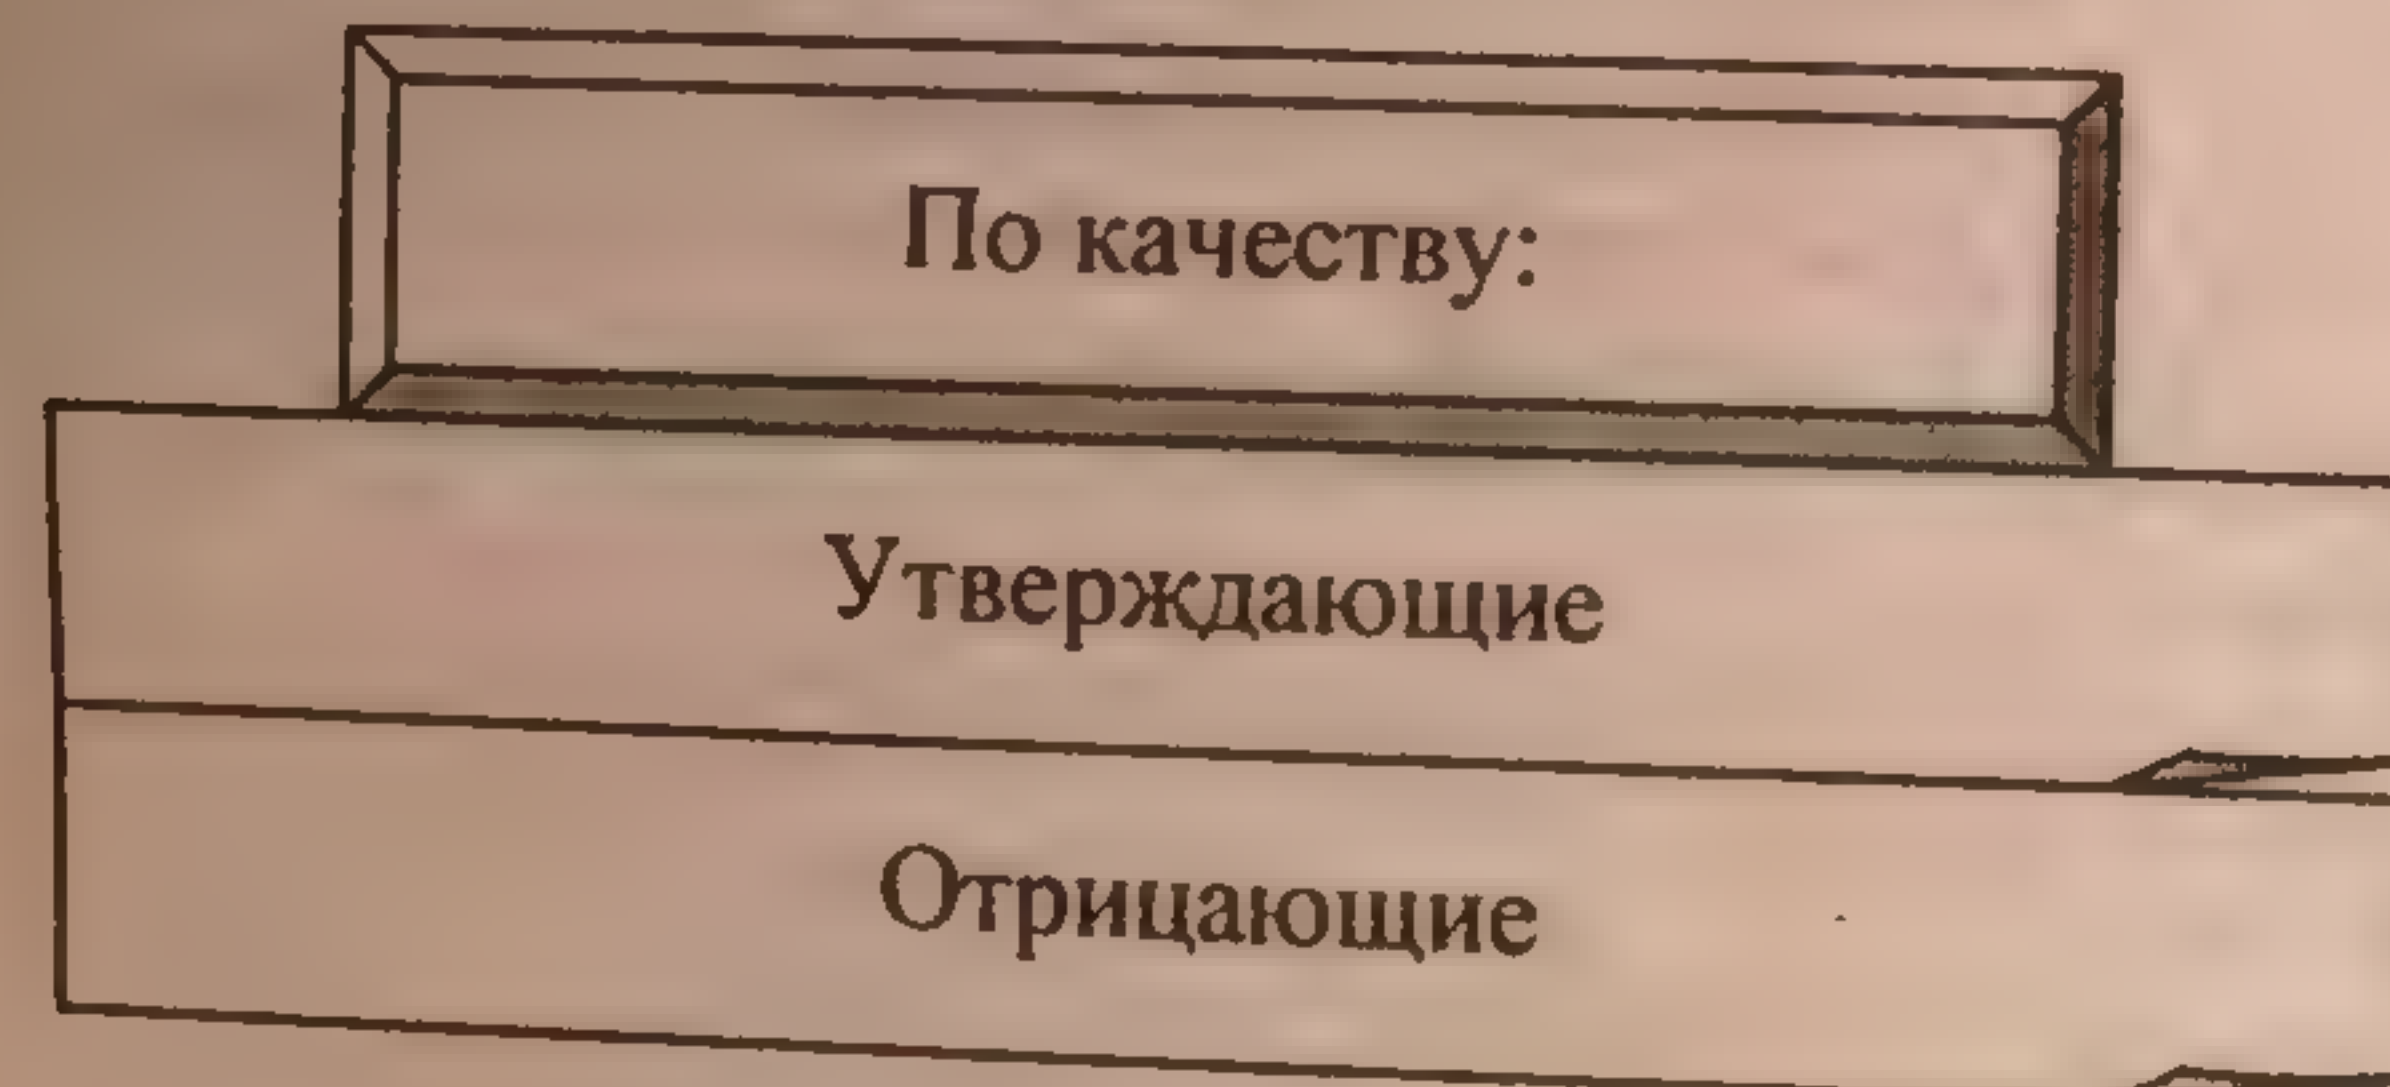 По качеству:
Утверждающие
Отрицающие